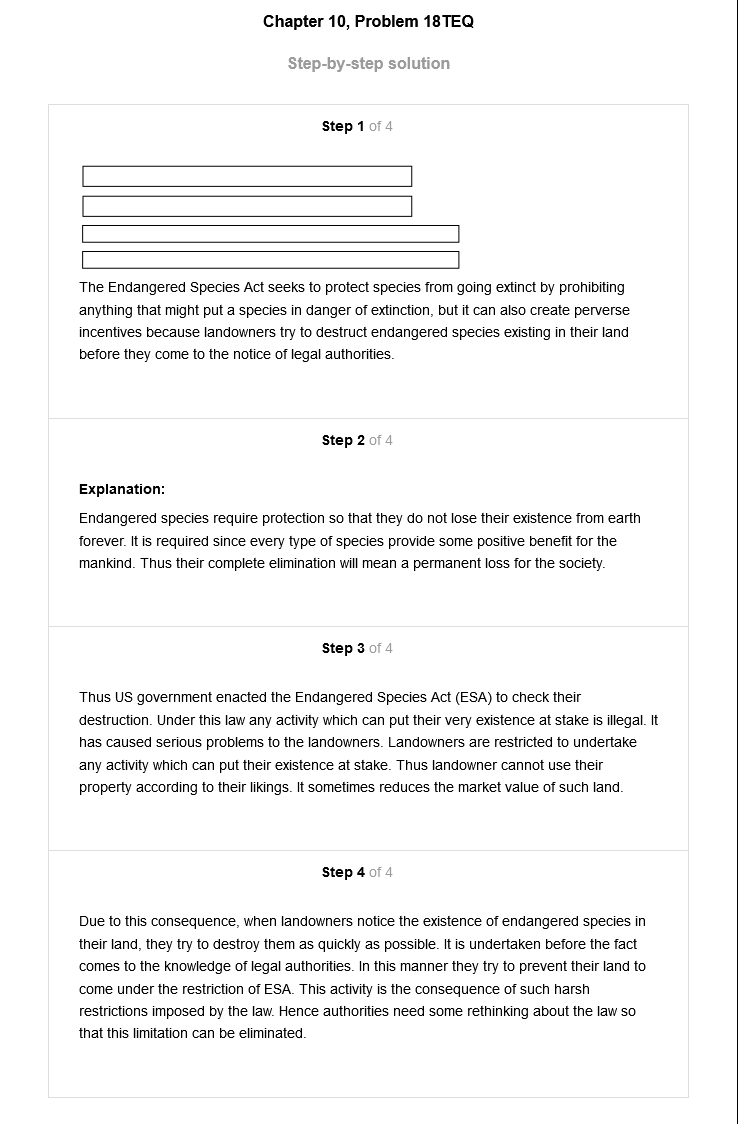 Chapter 10, Problem 18TEQ
Step-by-step solution
Step 1 of 4
The Endangered Species Act seeks to protect species from going extinct by prohibiting
anything that might put a species in danger of extinction, but it can also create perverse
incentives because landowners try to destruct endangered species existing in their land
before they come to the notice of legal authorities.
Step 2 of 4
Explanation:
Endangered species require protection so that they do not lose their existence from earth
forever. It is required since every type of species provide some positive benefit for the
mankind. Thus their complete elimination will mean a permanent loss for the society.
Step 3 of 4
Thus US government enacted the Endangered Species Act (ESA) to check their
destruction. Under this law any activity which can put their very existence at stake is illegal. It
has caused serious problems to the landowners. Landowners are restricted to undertake
any activity which can put their existence at stake. Thus landowner cannot use their
property according to their likings. It sometimes reduces the market value of such land.
Step 4 of 4
Due to this consequence, when landowners notice the existence of endangered species in
their land, they try to destroy them as quickly as possible. It is undertaken before the fact
comes to the knowledge of legal authorities. In this manner they try to prevent their land to
come under the restriction of ESA. This activity is the consequence of such harsh
restrictions imposed by the law. Hence authorities need some rethinking about the law so
that this limitation can be eliminated.